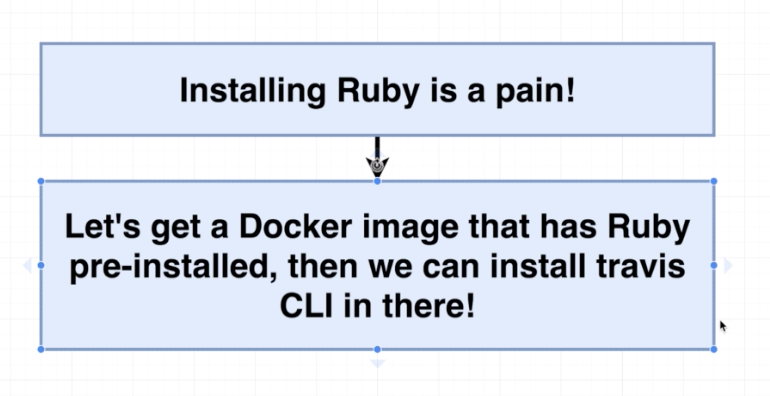 Installing Ruby is a pain!
Let's get a Docker image that has Ruby
pre-installed, then we can install travis
CLI in there!